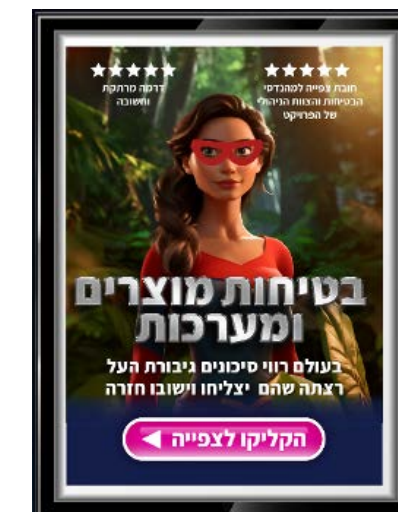 חובת צפייה למהנדסי
הבטיחות והצוות הניהולי
של הפרויקט
דרמה מרתקת
וחשובה
בטיחות מוצרים
ומערכות
בעולם רווי סיכונים גיבורת העל
רצתה שהם יצליחו וישובו חזרה
הקליקו לצפייה